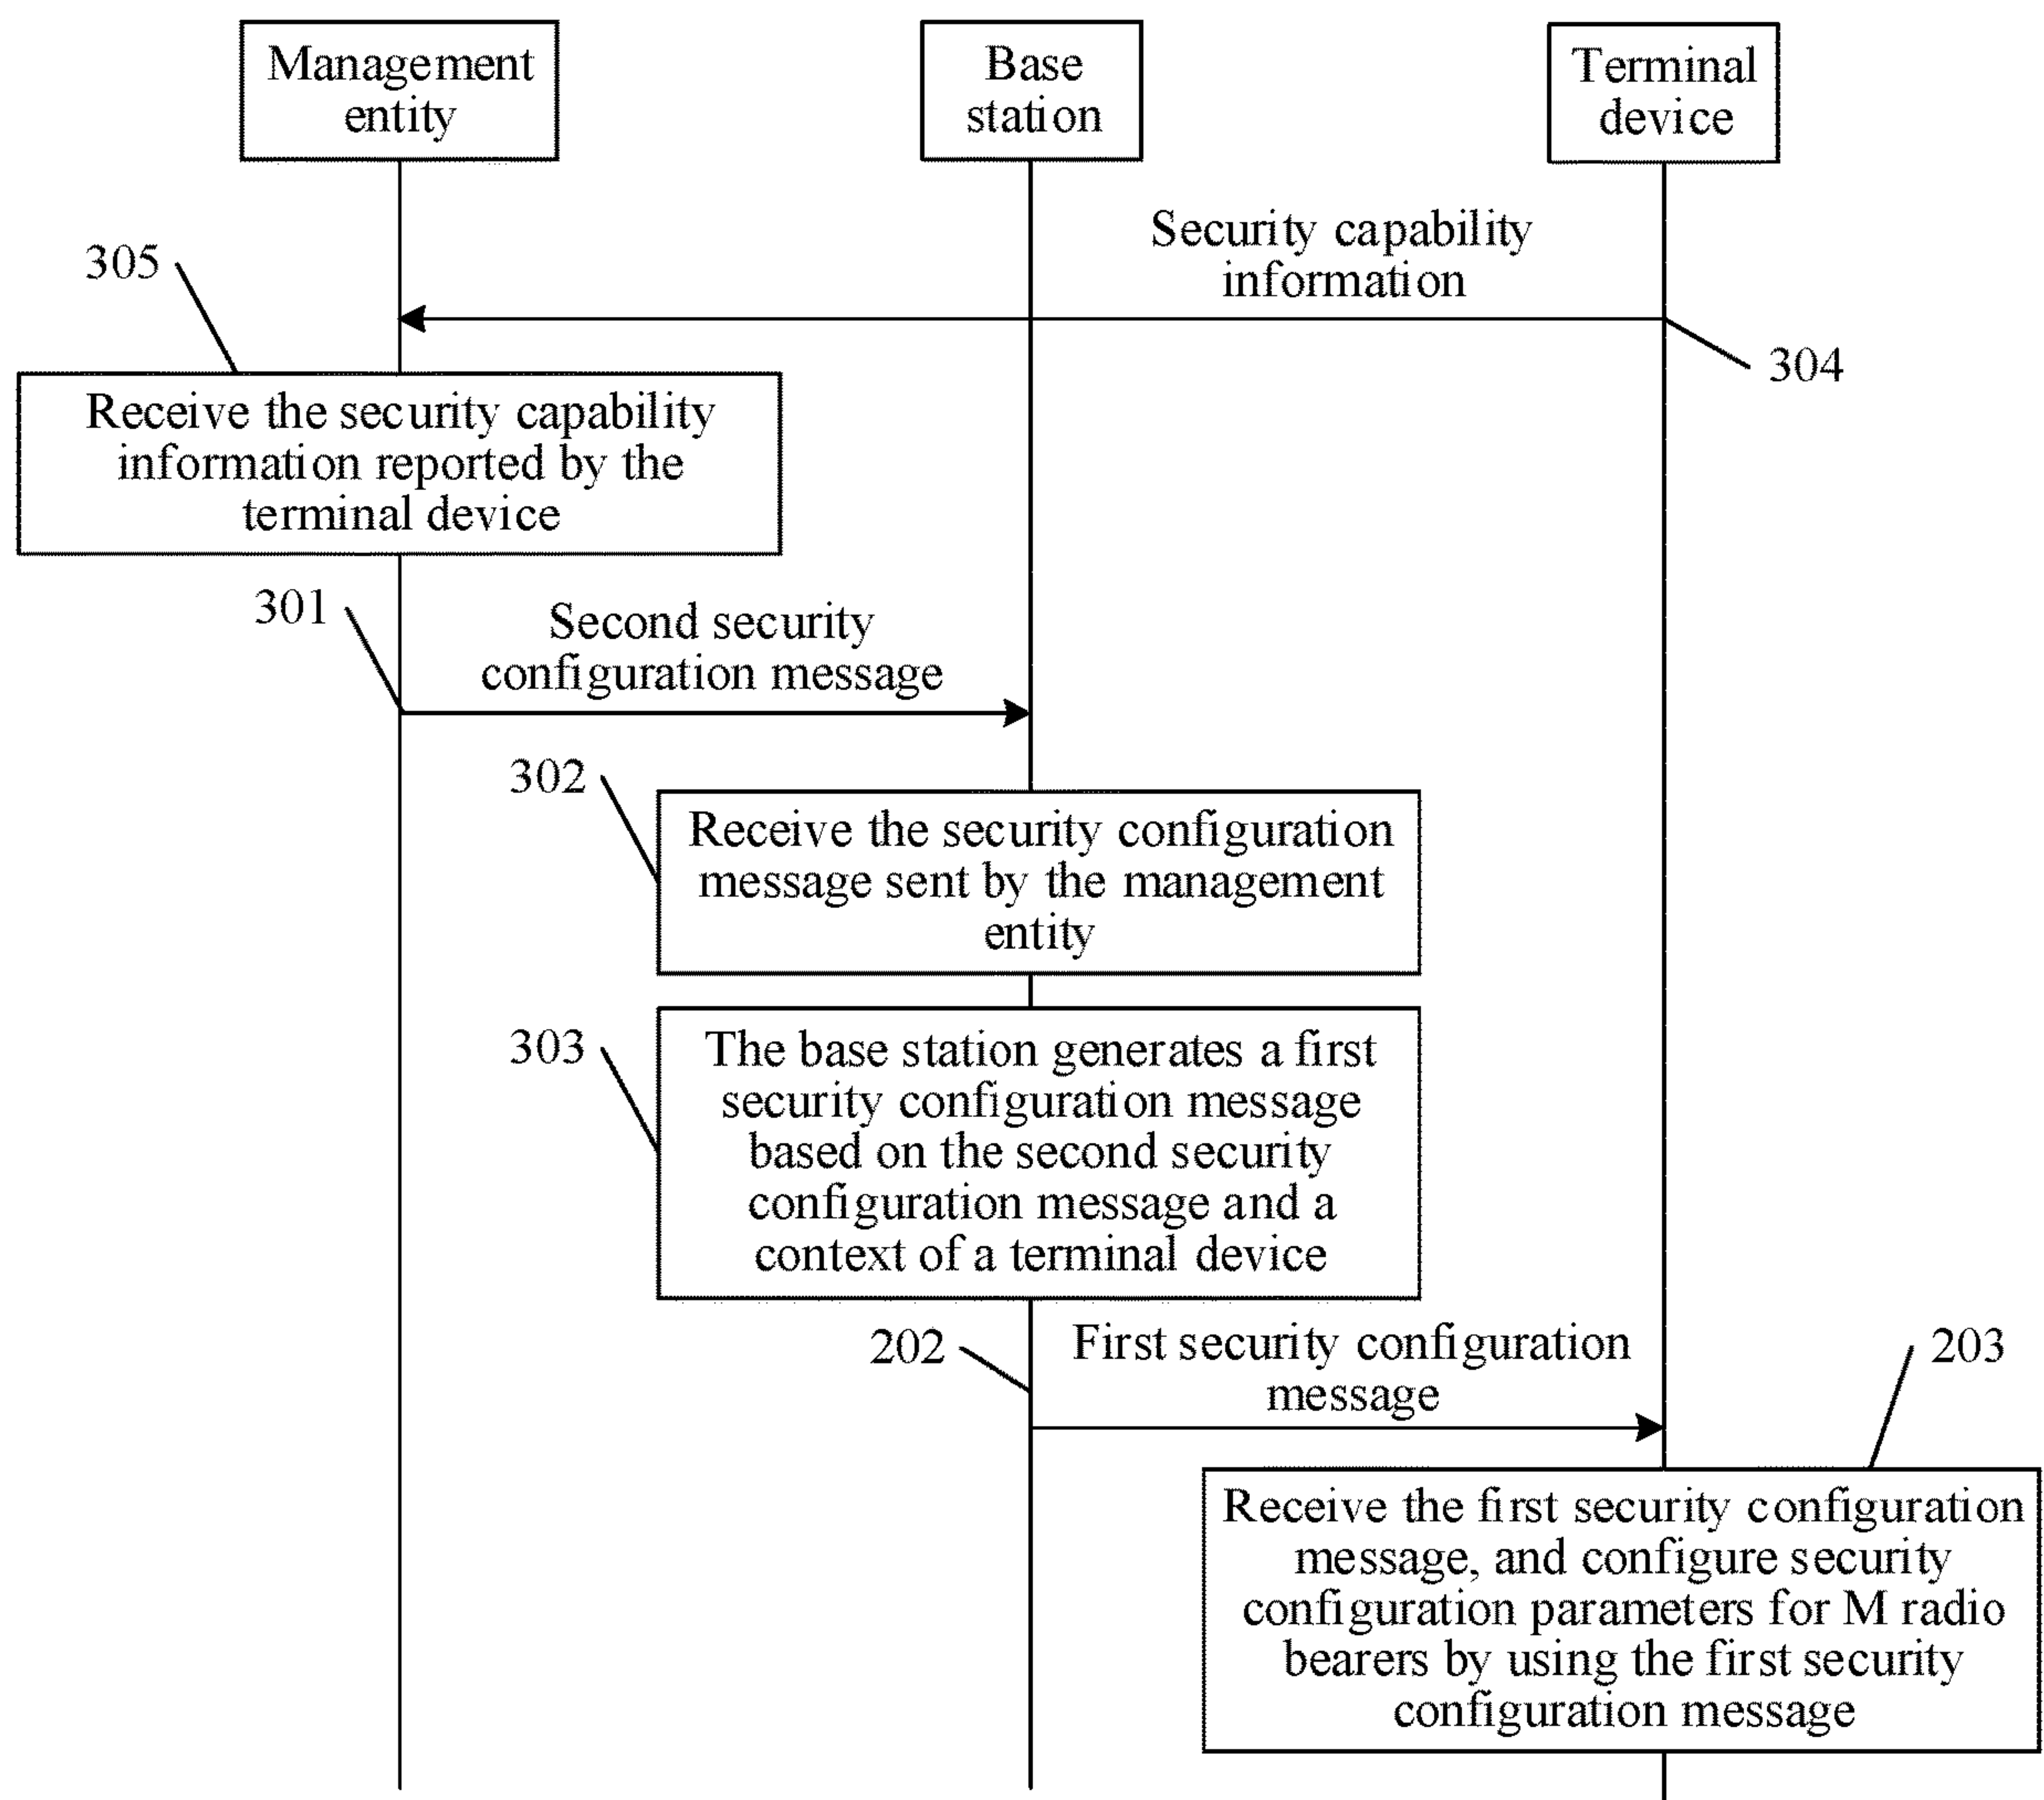 Management
entity
Base
station
Terminal
device
Security capability
information
305
304
Receive the security capability
information reported by the
terminal device
301
Second security
configuration message
302
Receive the security configuration
message sent by the management
entity
303
The base station generates a first
security configuration message
based on the second security
configuration message and a
context of a terminal device
202
First security configuration
message
203
Receive the first security configuration
message, and configure security
configuration parameters for M radio
bearers by using the first security
configuration message